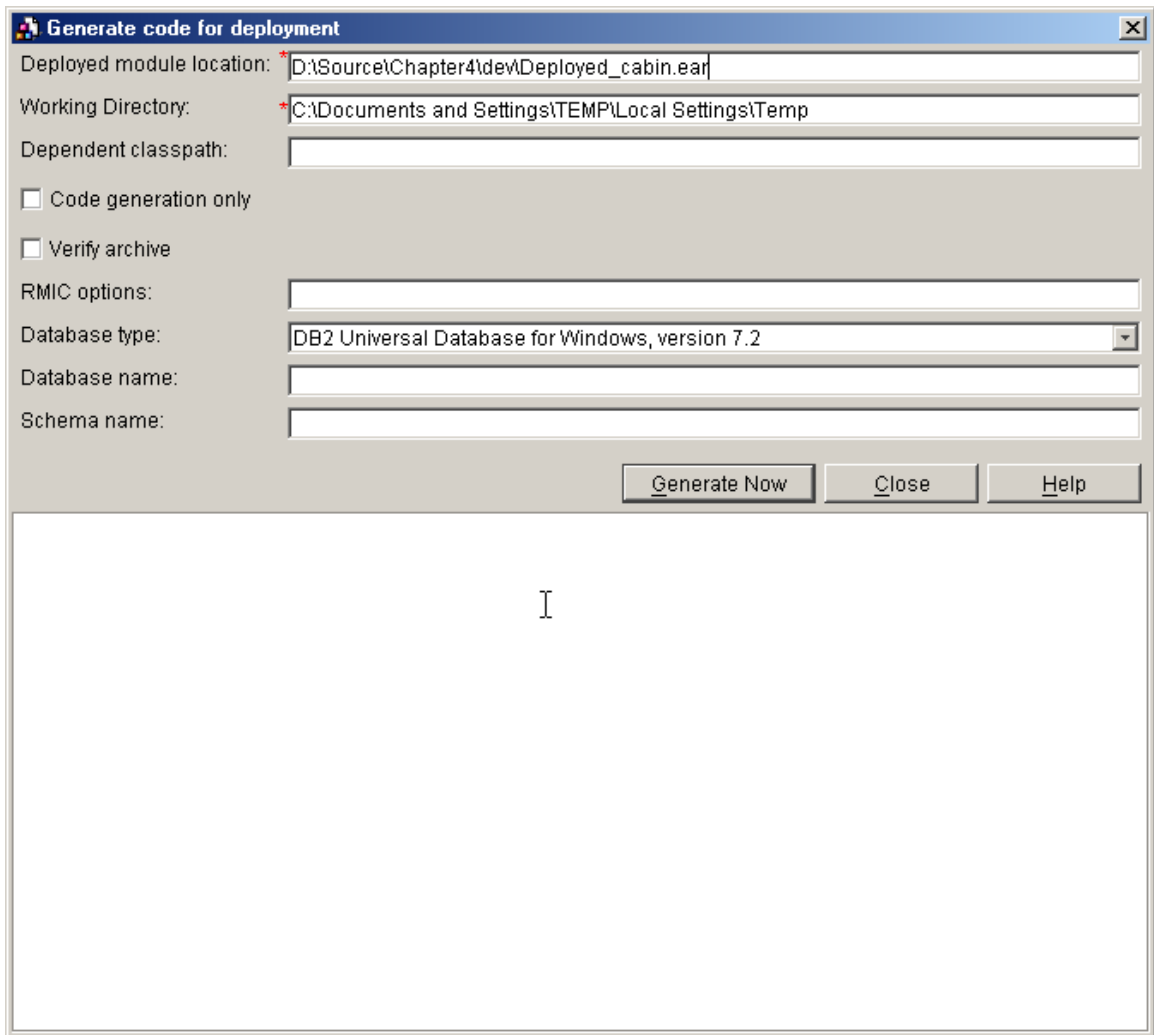 Generate code for deployment
Deployed module location: *D:\Source\Chapter4\dev\Deployed_cabin.ear
Working Directory: *C:\Documents and Settings\TEMP\Local Settings\Temp
Dependent classpath:
Code generation only
Verify archive
RMIC options:
Database type: DB2 Universal Database for Windows, version 7.2
Database name:
Schema name:
Generate Now Close Help